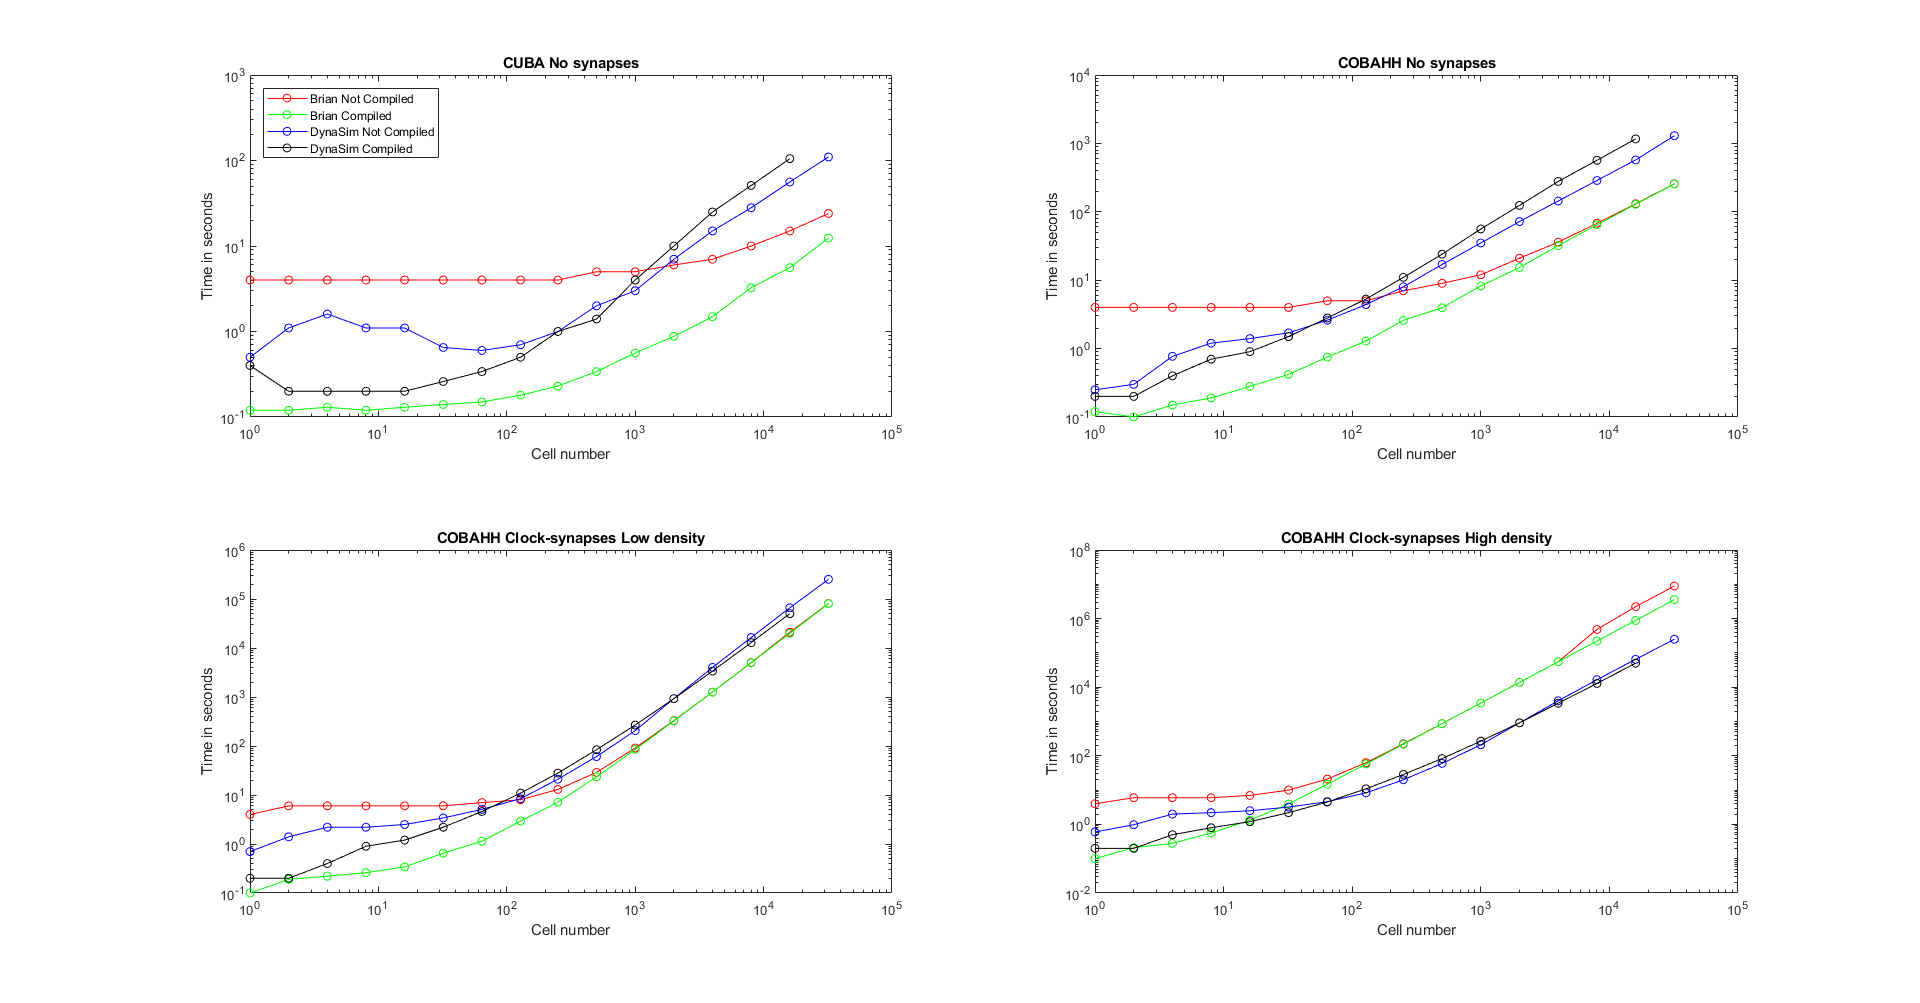 CUBA No synapses
10^3
10^2
10^1
10^0
10^-1
Time in seconds
Brian Not Compiled
Brian Compiled
DynaSim Not Compiled
DynaSim Compiled
10^0 10^1 10^2 10^3 10^4 10^5
Cell number
COBAHH No synapses
10^4
10^3
10^2
10^1
10^0
10^-1
Time in seconds
10^0 10^1 10^2 10^3 10^4 10^5
Cell number
COBAHH Clock-synapses Low density
10^6
10^5
10^4
10^3
10^2
10^1
10^0
10^-1
Time in seconds
10^0 10^1 10^2 10^3 10^4 10^5
Cell number
COBAHH Clock-synapses High density
10^8
10^6
10^4
10^2
10^0
10^-2
Time in seconds
10^0 10^1 10^2 10^3 10^4 10^5
Cell number